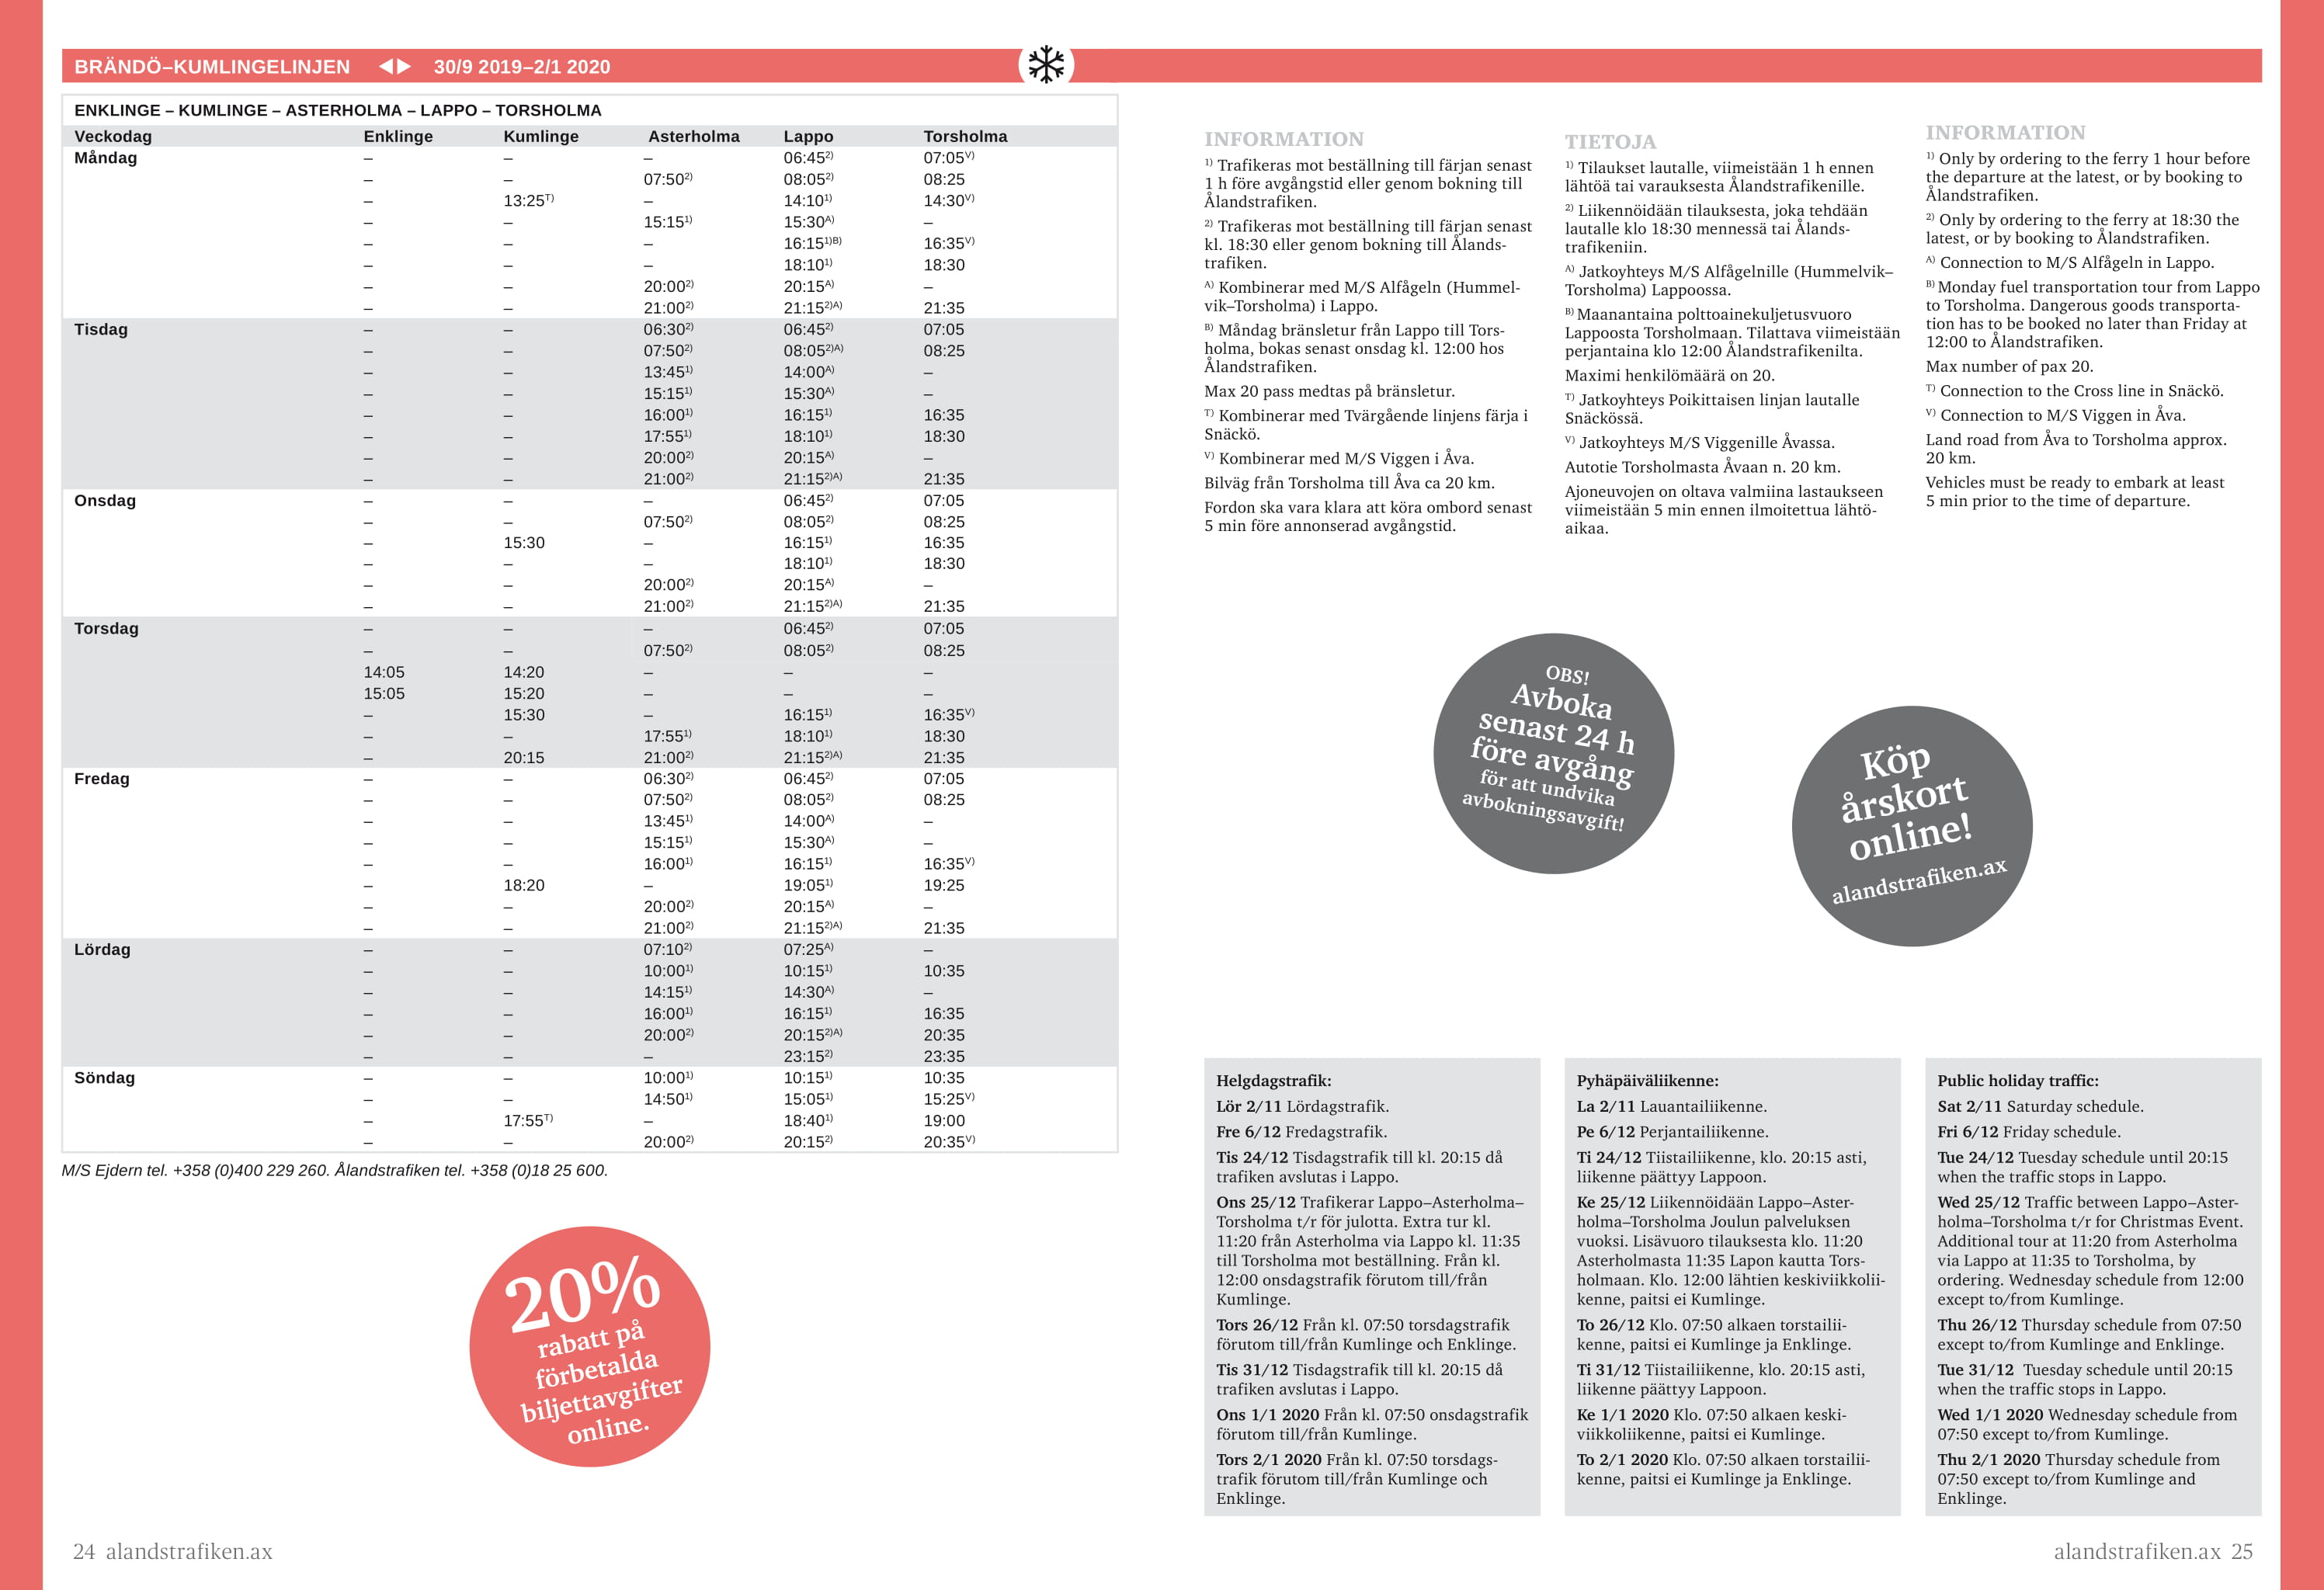 BRÄNDÖ–KUMLINGELINJEN ◀▶ 30/9 2019–2/1 2020
ENKLINGE – KUMLINGE – ASTERHOLMA – LAPPO – TORSHOLMA
Veckodag Enklinge Kumlinge Asterholma Lappo Torsholma
Måndag – – – 06:45²⁾ 07:05ⱽ⁾
– – 07:50²⁾ 08:05²⁾ 08:25
– 13:25ᵀ⁾ – 14:10¹⁾ 14:30ⱽ⁾
– – 15:15¹⁾ 15:30ᴬ⁾ –
– – – 16:15¹⁾ᴮ⁾ 16:35ⱽ⁾
– – – 18:10¹⁾ 18:30
– – 20:00²⁾ 20:15ᴬ⁾ –
– – 21:00²⁾ 21:15²⁾ᴬ⁾ 21:35
Tisdag – – 06:30²⁾ 06:45²⁾ 07:05
– – 07:50²⁾ 08:05²⁾ᴬ⁾ 08:25
– – 13:45¹⁾ 14:00ᴬ⁾ –
– – 15:15¹⁾ 15:30ᴬ⁾ –
– – 16:00¹⁾ 16:15¹⁾ 16:35
– – 17:55¹⁾ 18:10¹⁾ 18:30
– – 20:00²⁾ 20:15ᴬ⁾ –
– – 21:00²⁾ 21:15²⁾ᴬ⁾ 21:35
Onsdag – – – 06:45²⁾ 07:05
– – 07:50²⁾ 08:05²⁾ 08:25
– 15:30 – 16:15¹⁾ 16:35
– – – 18:10¹⁾ 18:30
– – 20:00²⁾ 20:15ᴬ⁾ –
– – 21:00²⁾ 21:15²⁾ᴬ⁾ 21:35
Torsdag – – – 06:45²⁾ 07:05
– – 07:50²⁾ 08:05²⁾ 08:25
14:05 14:20 – – –
15:05 15:20 – – –
– 15:30 – 16:15¹⁾ 16:35ⱽ⁾
– – 17:55¹⁾ 18:10¹⁾ 18:30
– 20:15 21:00²⁾ 21:15²⁾ᴬ⁾ 21:35
Fredag – – 06:30²⁾ 06:45²⁾ 07:05
– – 07:50²⁾ 08:05²⁾ 08:25
– – 13:45¹⁾ 14:00ᴬ⁾ –
– – 15:15¹⁾ 15:30ᴬ⁾ –
– – 16:00¹⁾ 16:15¹⁾ 16:35ⱽ⁾
– 18:20 – 19:05¹⁾ 19:25
– – 20:00²⁾ 20:15ᴬ⁾ –
– – 21:00²⁾ 21:15²⁾ᴬ⁾ 21:35
Lördag – – 07:10²⁾ 07:25ᴬ⁾ –
– – 10:00¹⁾ 10:15¹⁾ 10:35
– – 14:15¹⁾ 14:30ᴬ⁾ –
– – 16:00¹⁾ 16:15¹⁾ 16:35
– – 20:00²⁾ 20:15²⁾ᴬ⁾ 20:35
– – – 23:15²⁾ 23:35
Söndag – – 10:00¹⁾ 10:15¹⁾ 10:35
– – 14:50¹⁾ 15:05¹⁾ 15:25ⱽ⁾
– 17:55ᵀ⁾ – 18:40¹⁾ 19:00
– – 20:00²⁾ 20:15²⁾ 20:35ⱽ⁾
M/S Ejdern tel. +358 (0)400 229 260. Ålandstrafiken tel. +358 (0)18 25 600.
20%
rabatt på
förbetalda
biljettavgifter
online.
24 alandstrafiken.ax
INFORMATION
¹⁾ Trafikeras mot beställning till färjan senast
1 h före avgångstid eller genom bokning till
Ålandstrafiken.
²⁾ Trafikeras mot beställning till färjan senast
kl. 18:30 eller genom bokning till Ålands-
trafiken.
ᴬ⁾ Kombinerar med M/S Alfågeln (Hummel-
vik–Torsholma) i Lappo.
ᴮ⁾ Måndag bränsletur från Lappo till Tors-
holma, bokas senast onsdag kl. 12:00 hos
Ålandstrafiken.
Max 20 pass medtas på bränsletur.
ᵀ⁾ Kombinerar med Tvärgående linjens färja i
Snäckö.
ⱽ⁾ Kombinerar med M/S Viggen i Åva.
Bilväg från Torsholma till Åva ca 20 km.
Fordon ska vara klara att köra ombord senast
5 min före annonserad avgångstid.
TIETOJA
¹⁾ Tilaukset lautalle, viimeistään 1 h ennen
lähtöä tai varauksesta Ålandstrafikenille.
²⁾ Liikennöidään tilauksesta, joka tehdään
lautalle klo 18:30 mennessä tai Ålands-
trafikeniin.
ᴬ⁾ Jatkoyhteys M/S Alfågelnille (Hummelvik–
Torsholma) Lappoossa.
ᴮ⁾ Maanantaina polttoainekuljetusvuoro
Lappoosta Torsholmaan. Tilattava viimeistään
perjantaina klo 12:00 Ålandstrafikenilta.
Maximi henkilömäärä on 20.
ᵀ⁾ Jatkoyhteys Poikittaisen linjan lautalle
Snäckössä.
ⱽ⁾ Jatkoyhteys M/S Viggenille Åvassa.
Autotie Torsholmasta Åvaan n. 20 km.
Ajoneuvojen on oltava valmiina lastaukseen
viimeistään 5 min ennen ilmoitettua lähtö-
aikaa.
INFORMATION
¹⁾ Only by ordering to the ferry 1 hour before
the departure at the latest, or by booking to
Ålandstrafiken.
²⁾ Only by ordering to the ferry at 18:30 the
latest, or by booking to Ålandstrafiken.
ᴬ⁾ Connection to M/S Alfågeln in Lappo.
ᴮ⁾ Monday fuel transportation tour from Lappo
to Torsholma. Dangerous goods transporta-
tion has to be booked no later than Friday at
12:00 to Ålandstrafiken.
Max number of pax 20.
ᵀ⁾ Connection to the Cross line in Snäckö.
ⱽ⁾ Connection to M/S Viggen in Åva.
Land road from Åva to Torsholma approx.
20 km.
Vehicles must be ready to embark at least
5 min prior to the time of departure.
OBS!
Avboka
senast 24 h
före avgång
för att undvika
avbokningsavgift!
Köp
årskort
online!
alandstrafiken.ax
Helgdagstrafik:
Lör 2/11 Lördagstrafik.
Fre 6/12 Fredagstrafik.
Tis 24/12 Tisdagstrafik till kl. 20:15 då
trafiken avslutas i Lappo.
Ons 25/12 Trafikerar Lappo–Asterholma–
Torsholma t/r för julotta. Extra tur kl.
11:20 från Asterholma via Lappo kl. 11:35
till Torsholma mot beställning. Från kl.
12:00 onsdagstrafik förutom till/från
Kumlinge.
Tors 26/12 Från kl. 07:50 torsdagstrafik
förutom till/från Kumlinge och Enklinge.
Tis 31/12 Tisdagstrafik till kl. 20:15 då
trafiken avslutas i Lappo.
Ons 1/1 2020 Från kl. 07:50 onsdagstrafik
förutom till/från Kumlinge.
Tors 2/1 2020 Från kl. 07:50 torsdags-
trafik förutom till/från Kumlinge och
Enklinge.
Pyhäpäiväliikenne:
La 2/11 Lauantailiikenne.
Pe 6/12 Perjantailiikenne.
Ti 24/12 Tiistailiikenne, klo. 20:15 asti,
liikenne päättyy Lappoon.
Ke 25/12 Liikennöidään Lappo–Aster-
holma–Torsholma Joulun palveluksen
vuoksi. Lisävuoro tilauksesta klo. 11:20
Asterholmasta 11:35 Lapon kautta Tors-
holmaan. Klo. 12:00 lähtien keskiviikkolii-
kenne, paitsi ei Kumlinge.
To 26/12 Klo. 07:50 alkaen torstailii-
kenne, paitsi ei Kumlinge ja Enklinge.
Ti 31/12 Tiistailiikenne, klo. 20:15 asti,
liikenne päättyy Lappoon.
Ke 1/1 2020 Klo. 07:50 alkaen keski-
viikkoliikenne, paitsi ei Kumlinge.
To 2/1 2020 Klo. 07:50 alkaen torstailii-
kenne, paitsi ei Kumlinge ja Enklinge.
Public holiday traffic:
Sat 2/11 Saturday schedule.
Fri 6/12 Friday schedule.
Tue 24/12 Tuesday schedule until 20:15
when the traffic stops in Lappo.
Wed 25/12 Traffic between Lappo–Aster-
holma–Torsholma t/r for Christmas Event.
Additional tour at 11:20 from Asterholma
via Lappo at 11:35 to Torsholma, by
ordering. Wednesday schedule from 12:00
except to/from Kumlinge.
Thu 26/12 Thursday schedule from 07:50
except to/from Kumlinge and Enklinge.
Tue 31/12 Tuesday schedule until 20:15
when the traffic stops in Lappo.
Wed 1/1 2020 Wednesday schedule from
07:50 except to/from Kumlinge.
Thu 2/1 2020 Thursday schedule from
07:50 except to/from Kumlinge and
Enklinge.
alandstrafiken.ax 25